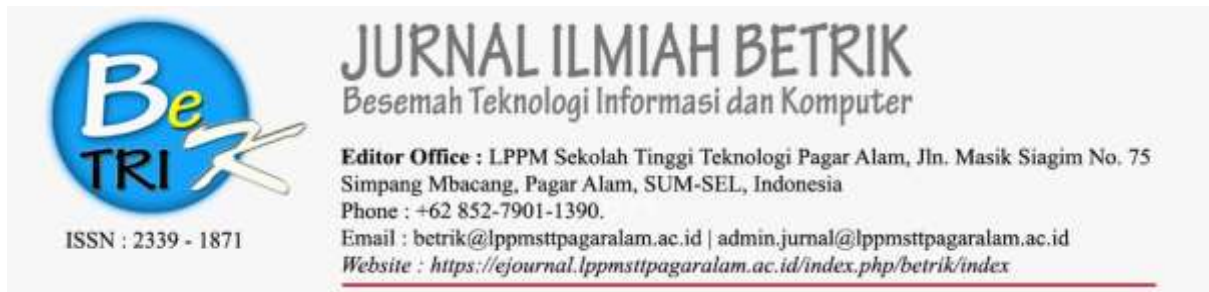 Be
TRI K
ISSN : 2339 - 1871
JURNAL ILMIAH BETRIK
Besemah Teknologi Informasi dan Komputer
Editor Office : LPPM Sekolah Tinggi Teknologi Pagar Alam, Jln. Masik Siagim No. 75
Simpang Mbacang, Pagar Alam, SUM-SEL, Indonesia
Phone : +62 852-7901-1390.
Email : betrik@lppmsttpagaralam.ac.id | admin.jurnal@lppmsttpagaralam.ac.id
Website : https://ejournal.lppmsttpagaralam.ac.id/index.php/betrik/index